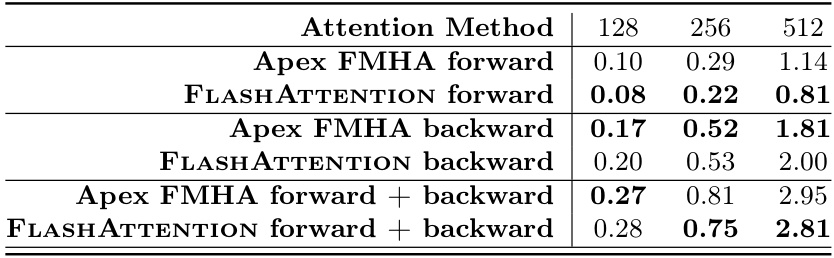 Attention Method 128 256 512
Apex FMHA forward 0.10 0.29 1.14
FlashAttention forward 0.08 0.22 0.81
Apex FMHA backward 0.17 0.52 1.81
FlashAttention backward 0.20 0.53 2.00
Apex FMHA forward + backward 0.27 0.81 2.95
FlashAttention forward + backward 0.28 0.75 2.81